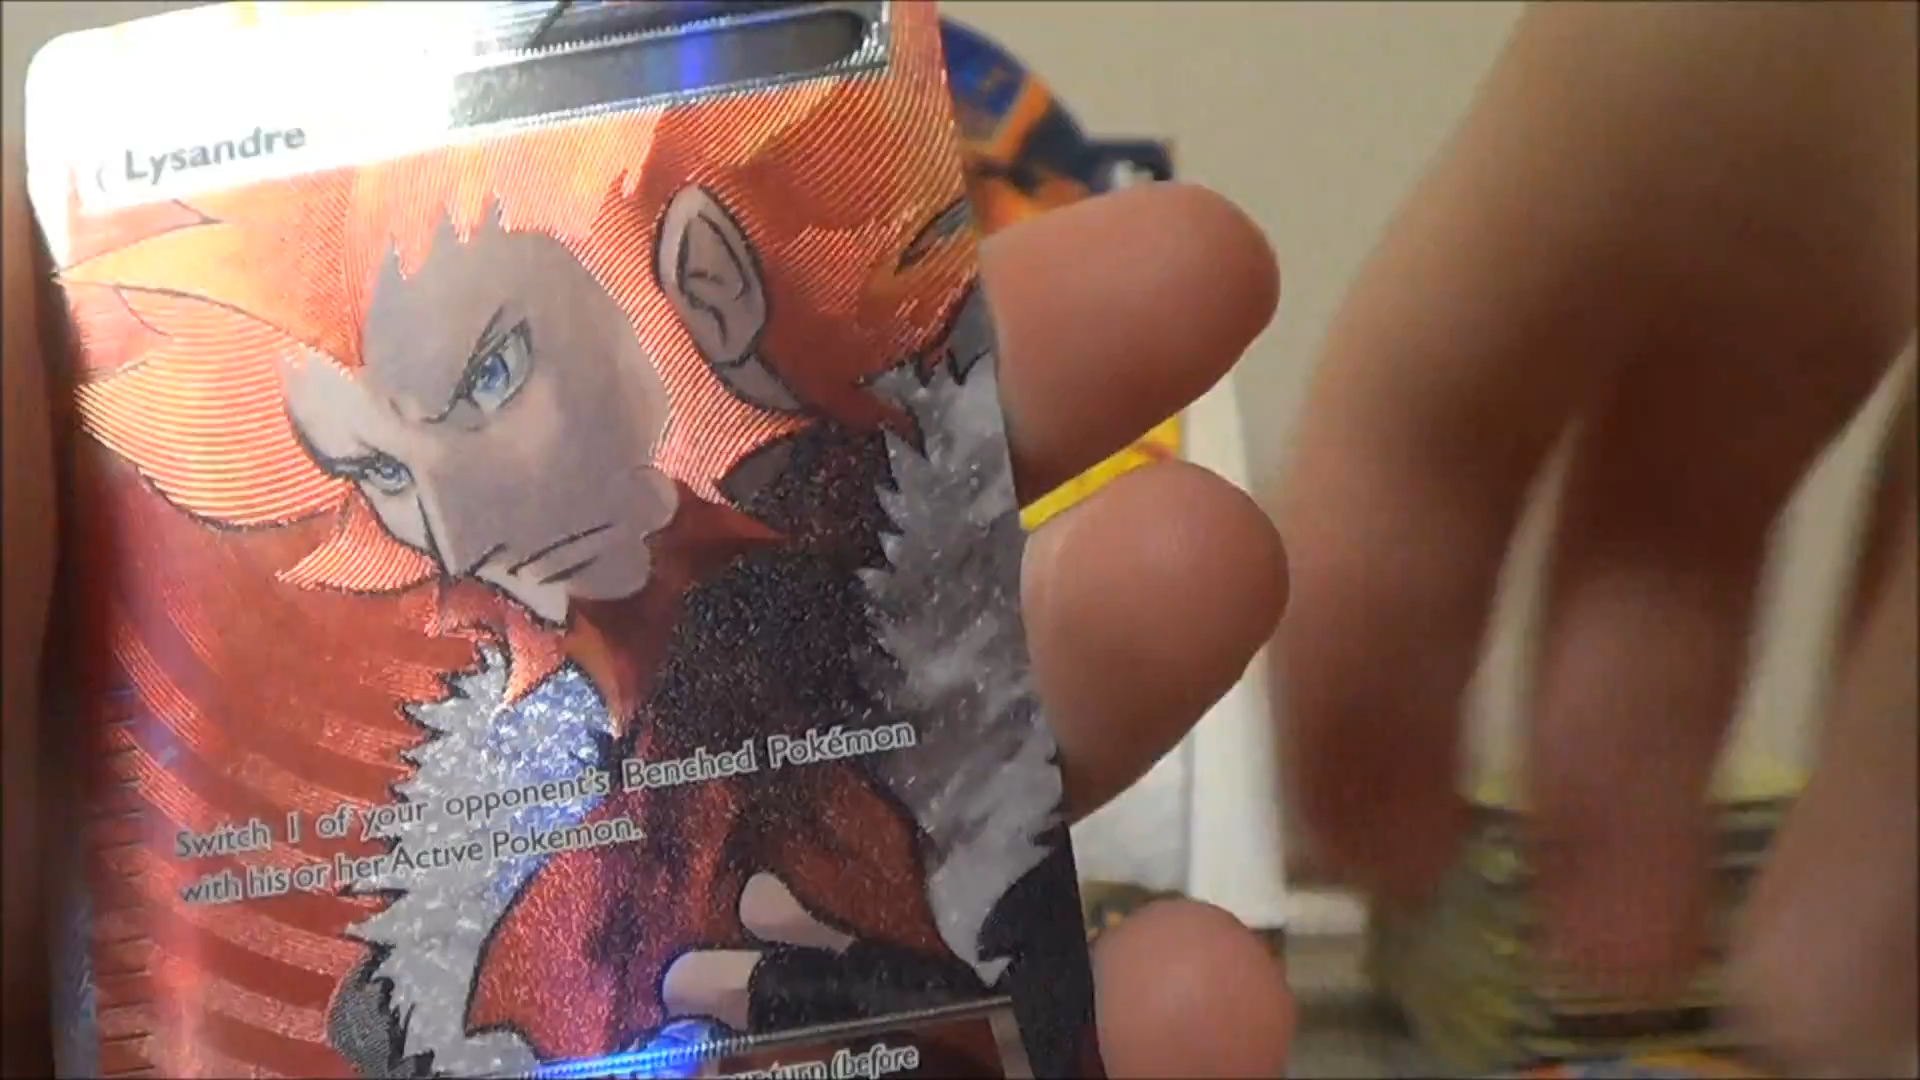 Lysandre
Switch 1 of your opponent's Benched Pokémon
with his or her Active Pokémon.
turn (before